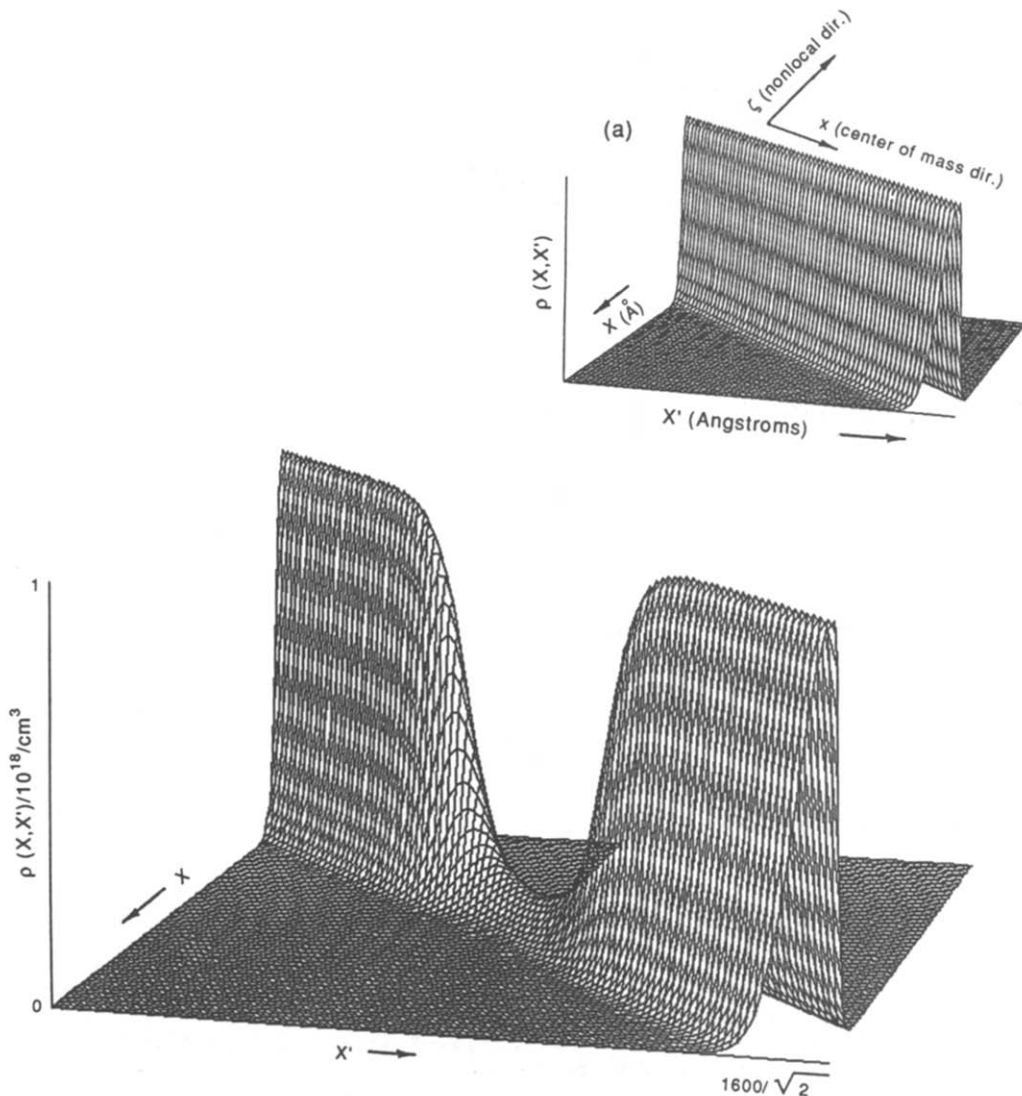 ζ (nonlocal dir.)
x (center of mass dir.)
(a)
ρ (X,X')
X (Å)
X' (Angstroms)
1
ρ (X,X')/10¹⁸/cm³
X
0
X'
1600/√2